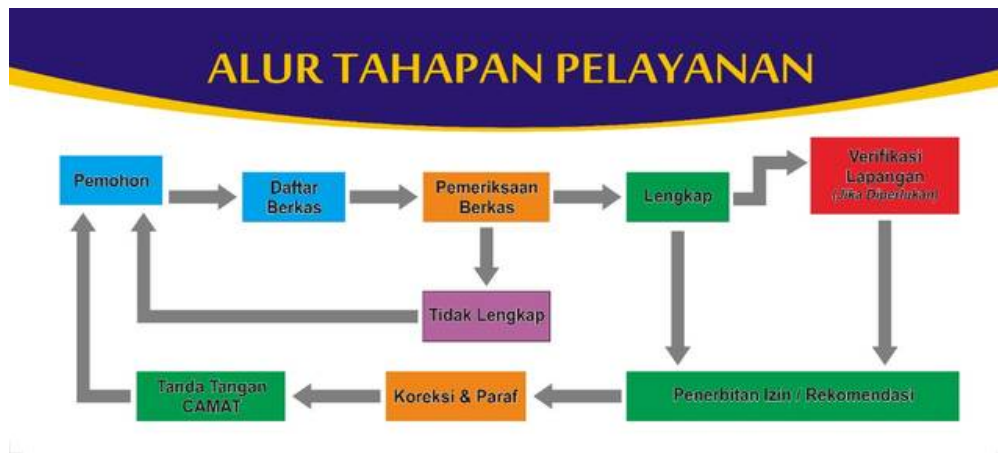 ALUR TAHAPAN PELAYANAN
Pemohon
Daftar
Berkas
Pemeriksaan
Berkas
Lengkap
Verifikasi
Lapangan
(Jika Diperlukan)
Tidak Lengkap
Tanda Tangan
CAMAT
Koreksi & Paraf
Penerbitan Izin / Rekomendasi